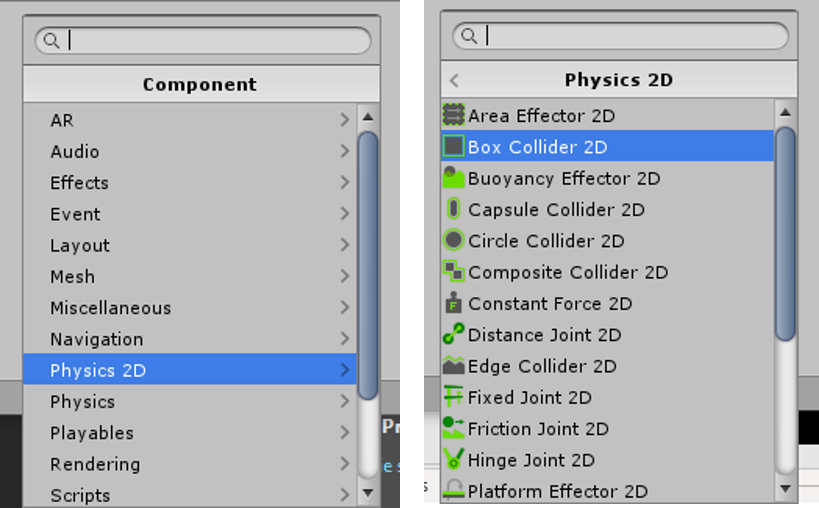 Component
AR
Audio
Effects
Event
Layout
Mesh
Miscellaneous
Navigation
Physics 2D
Physics
Playables
Rendering
Scripts
Physics 2D
Area Effector 2D
Box Collider 2D
Buoyancy Effector 2D
Capsule Collider 2D
Circle Collider 2D
Composite Collider 2D
Constant Force 2D
Distance Joint 2D
Edge Collider 2D
Fixed Joint 2D
Friction Joint 2D
Hinge Joint 2D
Platform Effector 2D